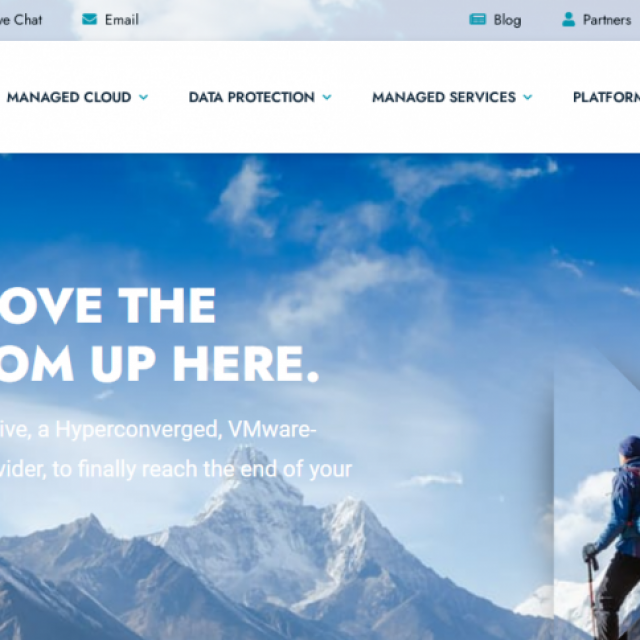 ve Chat Email Blog Partners
MANAGED CLOUD DATA PROTECTION MANAGED SERVICES PLATFORM
OVE THE
OM UP HERE.
ive, a Hyperconverged, VMware-
vider, to finally reach the end of your